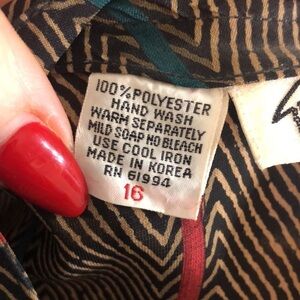 100% POLYESTER
HAND WASH
WARM SEPARATELY
MILD SOAP NO BLEACH
USE COOL IRON
MADE IN KOREA
RN 61994
16